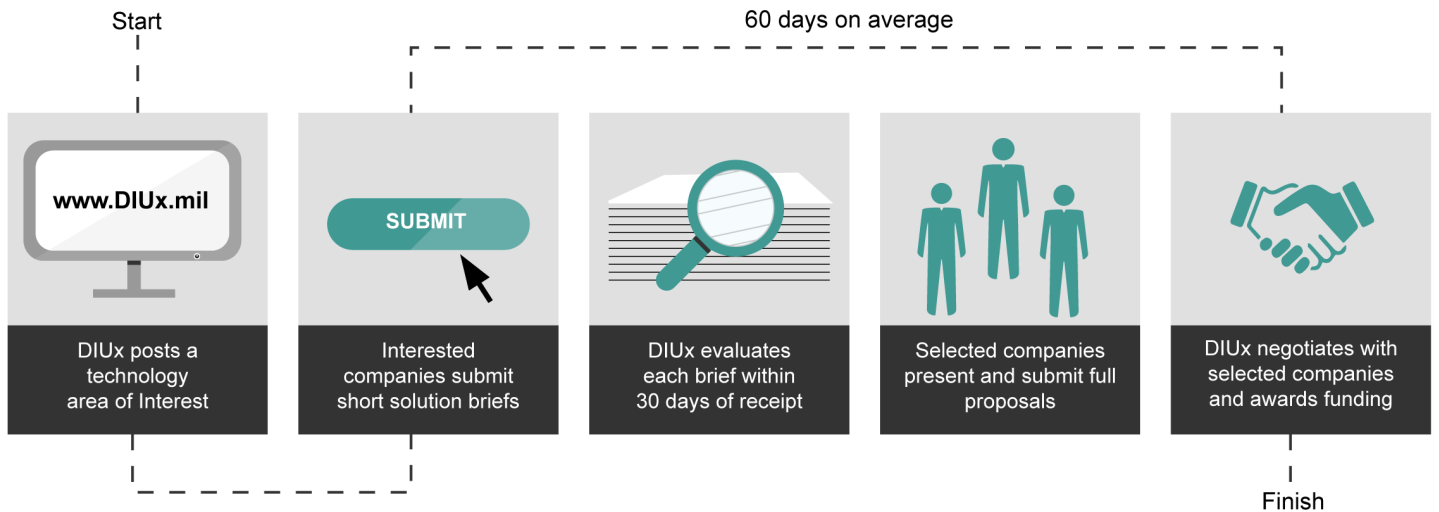 Start
60 days on average
www.DIUx.mil
SUBMIT
DIUx posts a
technology
area of Interest
Interested
companies submit
short solution briefs
DIUx evaluates
each brief within
30 days of receipt
Selected companies
present and submit full
proposals
DIUx negotiates with
selected companies
and awards funding
Finish